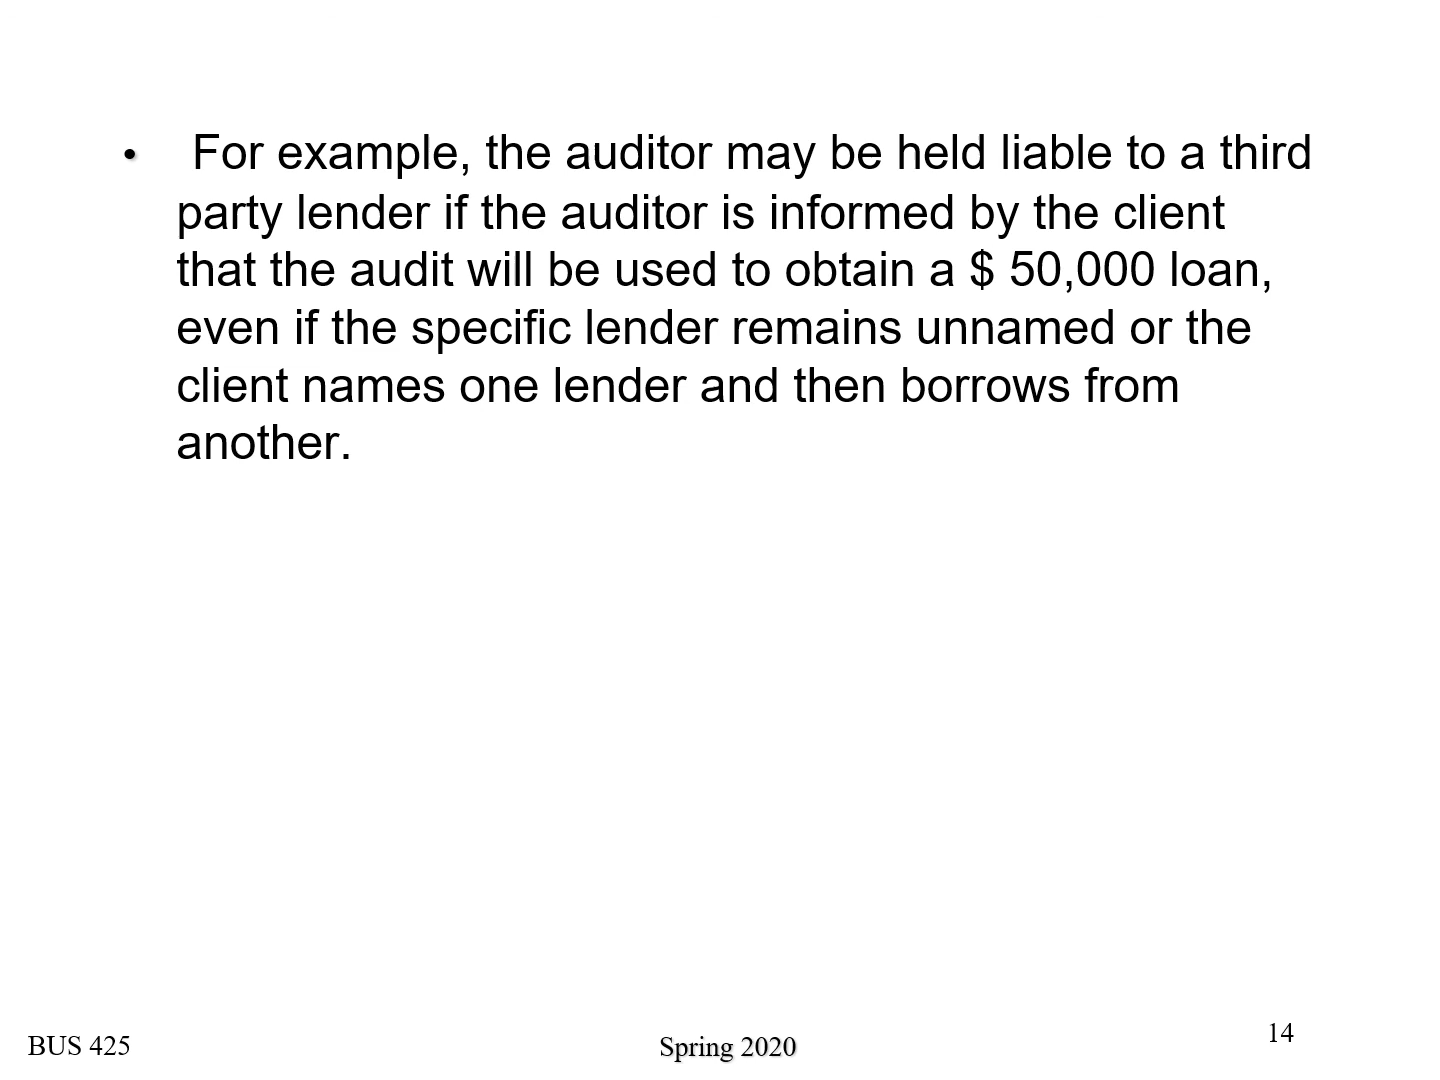 • For example, the auditor may be held liable to a third
party lender if the auditor is informed by the client
that the audit will be used to obtain a $ 50,000 loan,
even if the specific lender remains unnamed or the
client names one lender and then borrows from
another.
BUS 425
Spring 2020
14